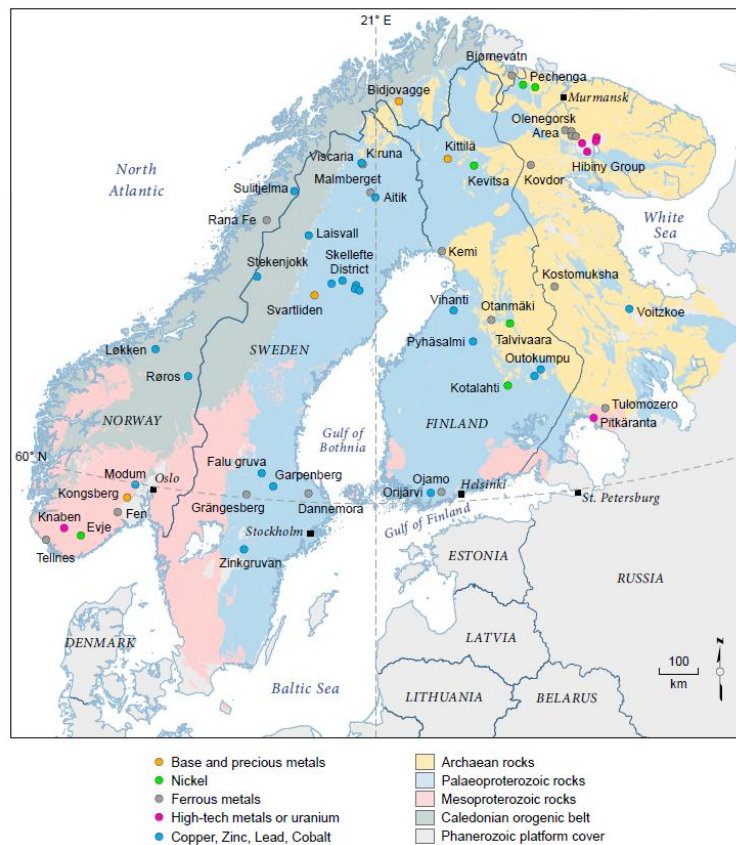 21° E
Bjørnevatn
Pechenga
Murmansk
Bidjovagge
Olenegorsk
Area
North
Atlantic
Viscaria
Kiruna
Kittilä
Hibiny Group
Malmberget
Kevitsa
Kovdor
Sulitjelma
Aitik
Rana Fe
White
Sea
Laisvall
Skellefte
District
Kemi
Stekenjokk
Kostomuksha
Vihanti
Otanmäki
Voitzkoe
Svartliden
Talvivaara
Løkken
SWEDEN
Pyhäsalmi
Outokumpu
Røros
Kotalahti
NORWAY
FINLAND
Tulomozero
Pitkäranta
Gulf of
Bothnia
60° N
Modum
Oslo
Falu gruva
Garpenberg
Ojamo
Helsinki
Kongsberg
Orijärvi
St. Petersburg
Knaben
Fen
Grängesberg
Dannemora
Gulf of Finland
Evje
Stockholm
Tellnes
Zinkgruvan
ESTONIA
RUSSIA
DENMARK
LATVIA
100
km
N
Baltic Sea
LITHUANIA
BELARUS
Base and precious metals
Nickel
Ferrous metals
High-tech metals or uranium
Copper, Zinc, Lead, Cobalt
Archaean rocks
Palaeoproterozoic rocks
Mesoproterozoic rocks
Caledonian orogenic belt
Phanerozoic platform cover